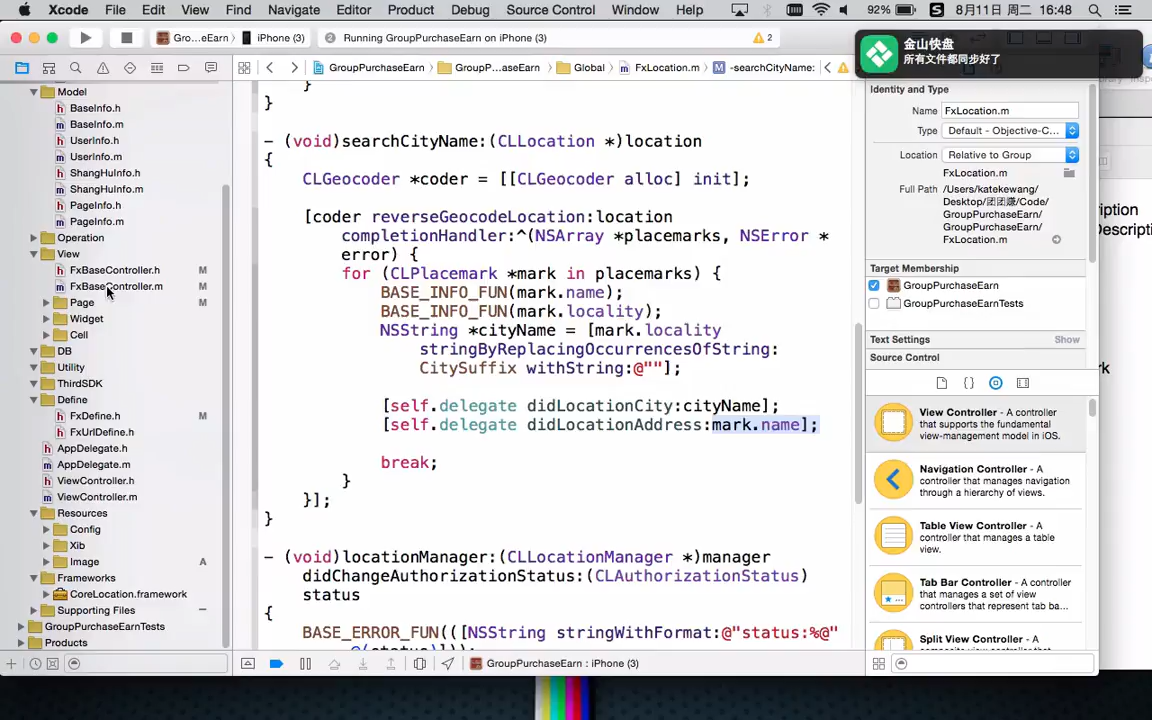 Xcode File Edit View Find Navigate Editor Product Debug Source Control Window Help 92% 8月11日 周二 16:48
Gro...eEarn iPhone (3) Running GroupPurchaseEarn on iPhone (3) 2
金山快盘
所有文件都同步好了
GroupPurchaseEarn GroupP...aseEarn Global FxLocation.m M -searchCityName:
Model
h BaseInfo.h
m BaseInfo.m
h UserInfo.h
m UserInfo.m
h ShangHuInfo.h
m ShangHuInfo.m
h PageInfo.h
m PageInfo.m
Operation
View
h FxBaseController.h M
m FxBaseController.m M
Page M
Widget
Cell
DB
Utility
ThirdSDK
Define
h FxDefine.h M
h FxUrlDefine.h
h AppDelegate.h
m AppDelegate.m
h ViewController.h
m ViewController.m
Resources
Config
Xib
Image A
Frameworks
CoreLocation.framework
Supporting Files
GroupPurchaseEarnTests
Products
}
}
- (void)searchCityName:(CLLocation *)location
{
CLGeocoder *coder = [[CLGeocoder alloc] init];
[coder reverseGeocodeLocation:location
completionHandler:^(NSArray *placemarks, NSError *
error) {
for (CLPlacemark *mark in placemarks) {
BASE_INFO_FUN(mark.name);
BASE_INFO_FUN(mark.locality);
NSString *cityName = [mark.locality
stringByReplacingOccurrencesOfString:
CitySuffix withString:@""];
[self.delegate didLocationCity:cityName];
[self.delegate didLocationAddress:mark.name];
break;
}
}];
}
- (void)locationManager:(CLLocationManager *)manager
didChangeAuthorizationStatus:(CLAuthorizationStatus)
status
{
BASE_ERROR_FUN(([NSString stringWithFormat:@"status:%@"
GroupPurchaseEarn : iPhone (3)
Identity and Type
Name FxLocation.m
Type Default - Objective-C...
Location Relative to Group
FxLocation.m
Full Path /Users/katekewang/
Desktop/团团赚/Code/
GroupPurchaseEarn/
GroupPurchaseEarn/
FxLocation.m
Target Membership
GroupPurchaseEarn
GroupPurchaseEarnTests
Text Settings Show
Source Control
View Controller - A controller
that supports the fundamental
view-management model in iOS.
Navigation Controller - A
controller that manages navigation
through a hierarchy of views.
Table View Controller - A
controller that manages a table
view.
Tab Bar Controller - A controller
that manages a set of view
controllers that represent tab ba...
Split View Controller - A